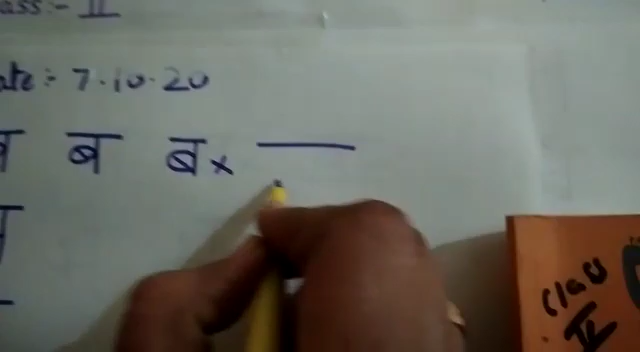 ass:- II
ate :- 7.10.20
ब ब ब्
Class
II